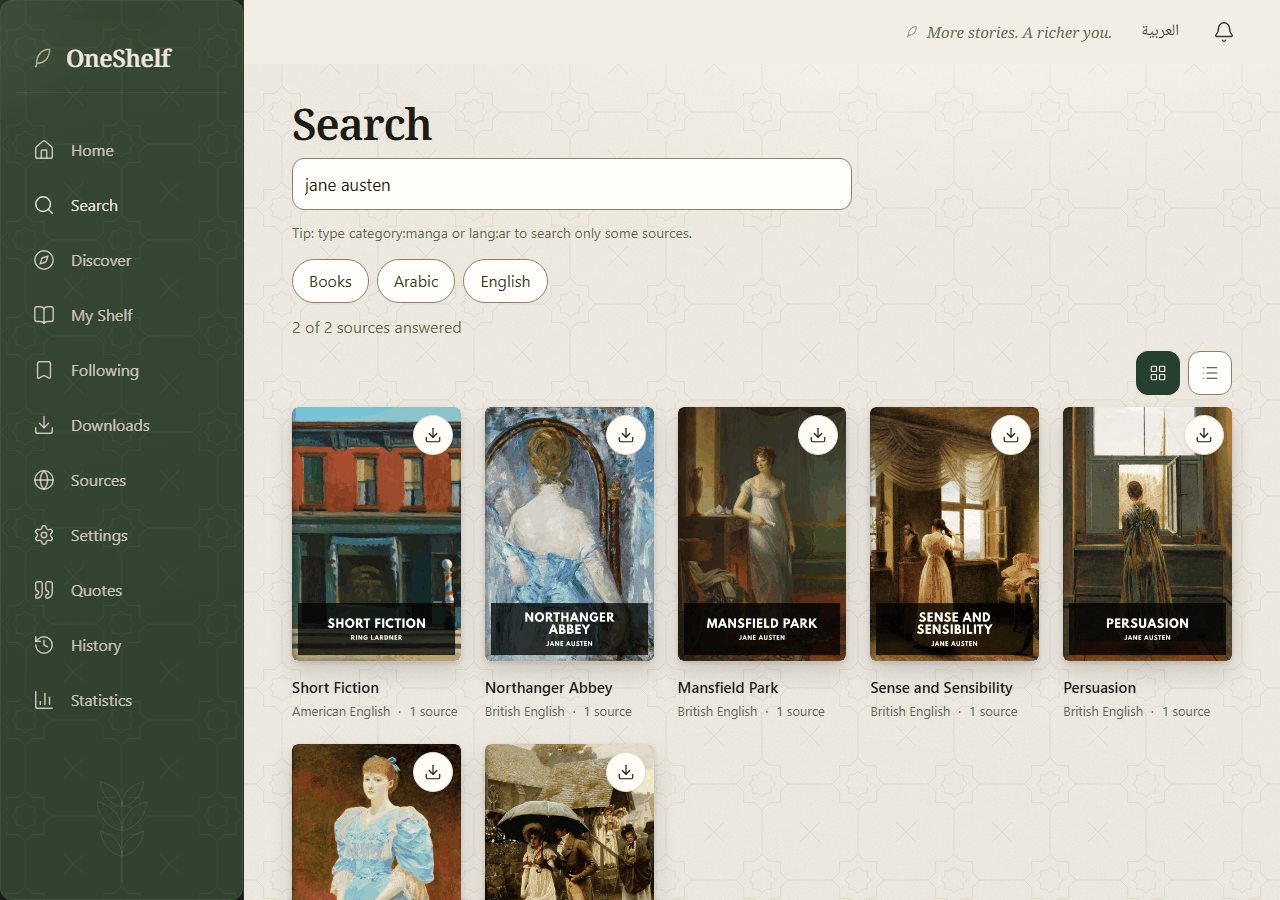 OneShelf
More stories. A richer you.
العربية
Home
Search
Discover
My Shelf
Following
Downloads
Sources
Settings
Quotes
History
Statistics
Search
jane austen
Tip: type category:manga or lang:ar to search only some sources.
Books
Arabic
English
2 of 2 sources answered
SHORT FICTION
RING LARDNER
NORTHANGER
ABBEY
JANE AUSTEN
MANSFIELD PARK
JANE AUSTEN
SENSE AND
SENSIBILITY
JANE AUSTEN
PERSUASION
JANE AUSTEN
Short Fiction
American English · 1 source
Northanger Abbey
British English · 1 source
Mansfield Park
British English · 1 source
Sense and Sensibility
British English · 1 source
Persuasion
British English · 1 source